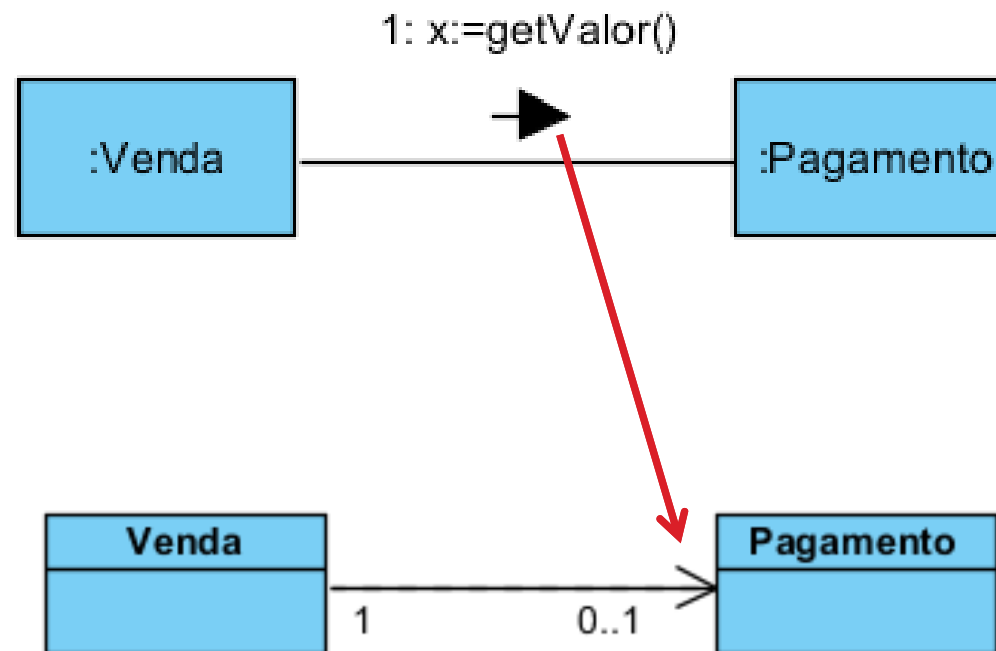 1: x:=getValor()
:Venda
:Pagamento
Venda
Pagamento
1
0..1